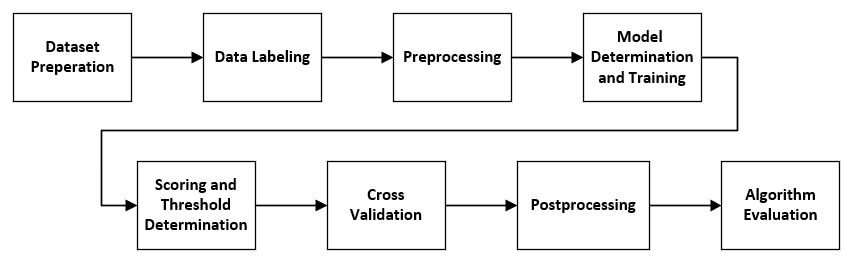 Dataset
Preperation
Data Labeling
Preprocessing
Model
Determination
and Training
Scoring and
Threshold
Determination
Cross
Validation
Postprocessing
Algorithm
Evaluation